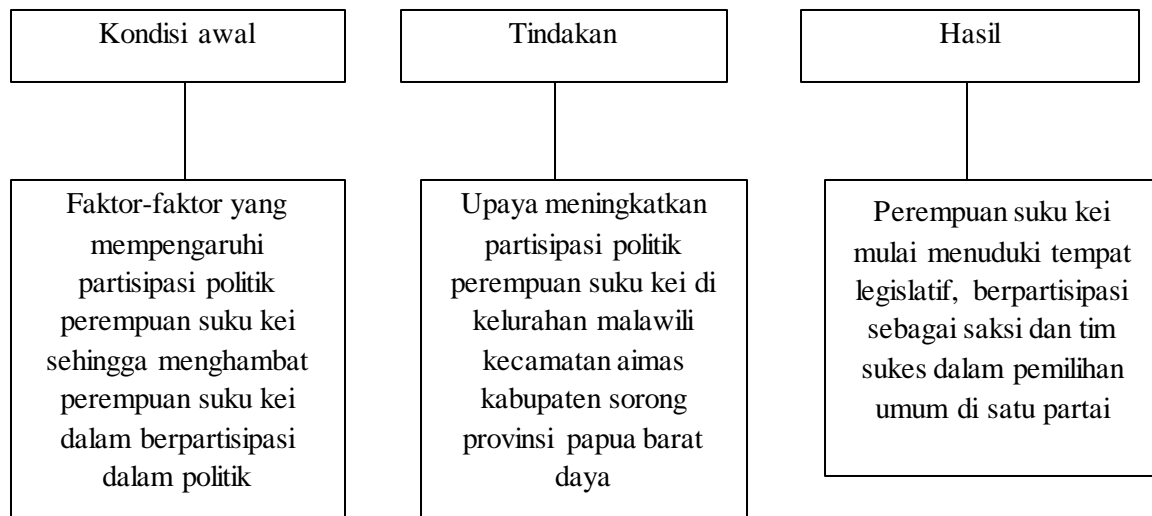 Kondisi awal
Tindakan
Hasil
Faktor-faktor yang
mempengaruhi
partisipasi politik
perempuan suku kei
sehingga menghambat
perempuan suku kei
dalam berpartisipasi
dalam politik
Upaya meningkatkan
partisipasi politik
perempuan suku kei di
kelurahan malawili
kecamatan aimas
kabupaten sorong
provinsi papua barat
daya
Perempuan suku kei
mulai menuduki tempat
legislatif, berpartisipasi
sebagai saksi dan tim
sukes dalam pemilihan
umum di satu partai